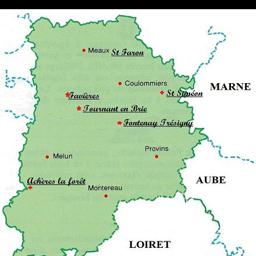 Meaux St Faron
Coulommiers
MARNE
St Siméon
Favières
Tournant en Brie
Fontenay Trésigny
Melun
Provins
Achères la forêt
AUBE
Montereau
LOIRET